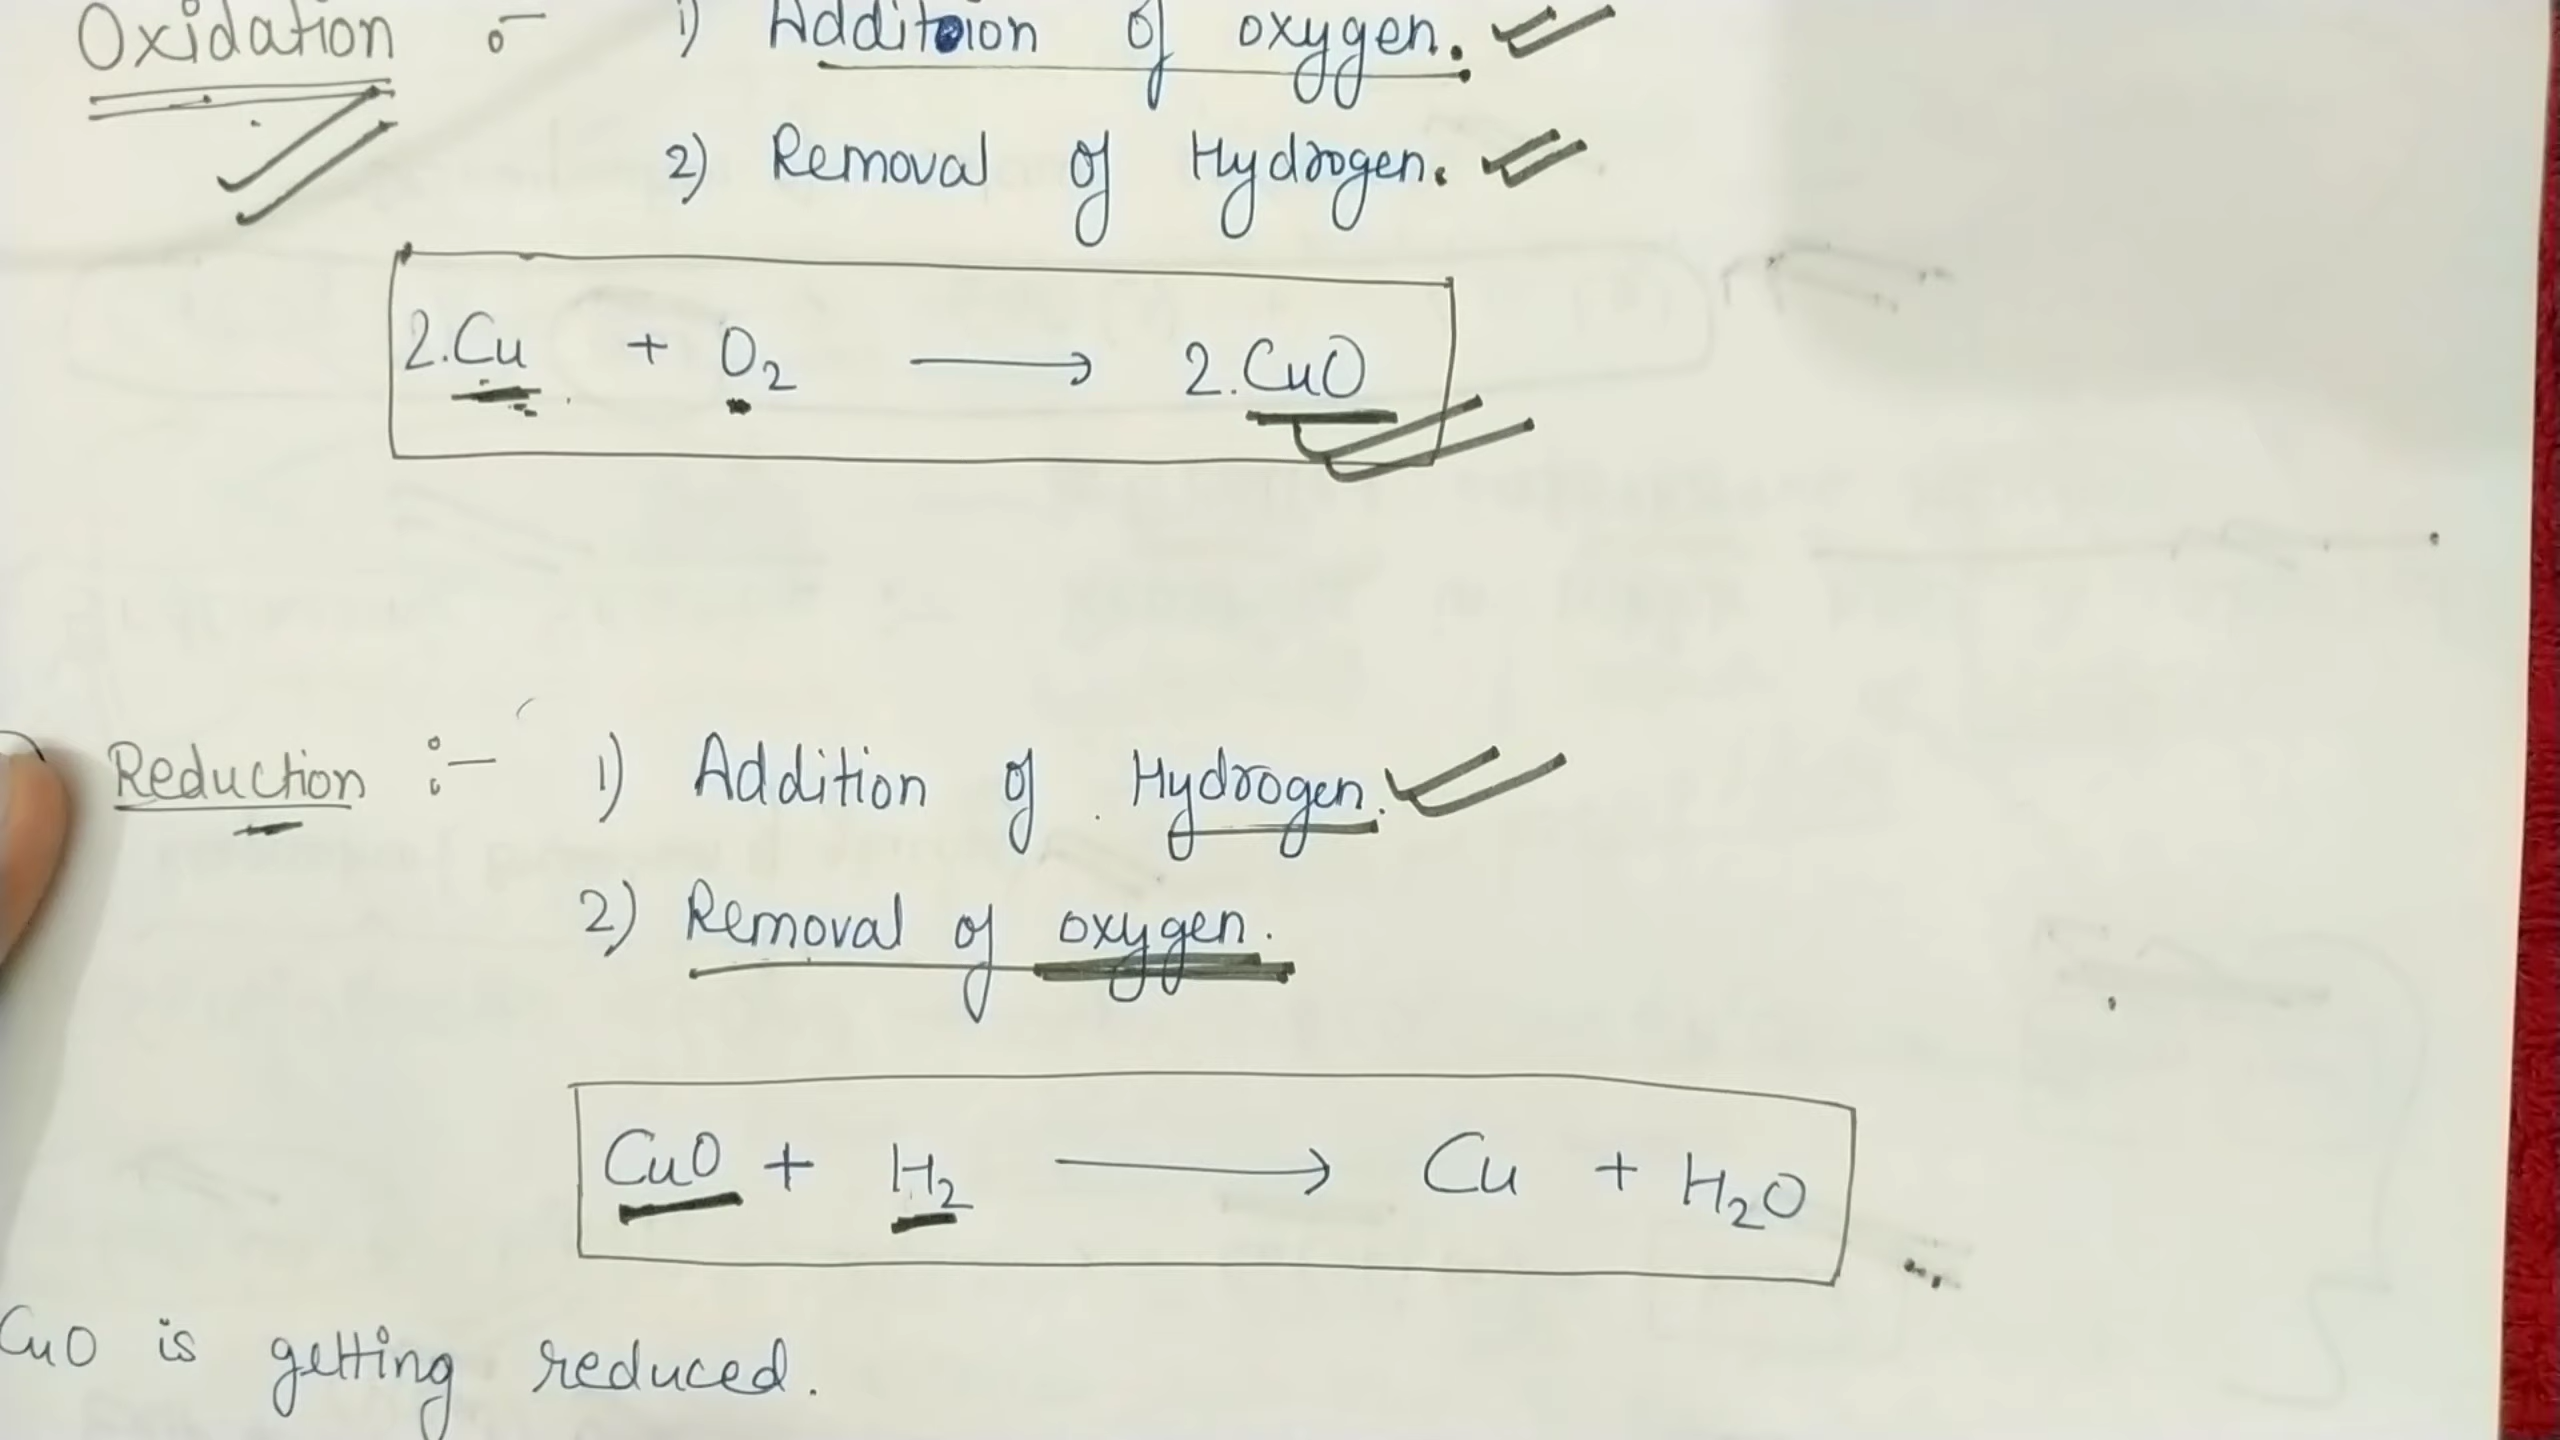 Oxidation :- 1) Addition of oxygen.
2) Removal of Hydrogen.
2.Cu + O₂ ⟶ 2.CuO
Reduction :- 1) Addition of Hydrogen.
2) Removal of oxygen.
CuO + H₂ ⟶ Cu + H₂O
CuO is getting reduced.